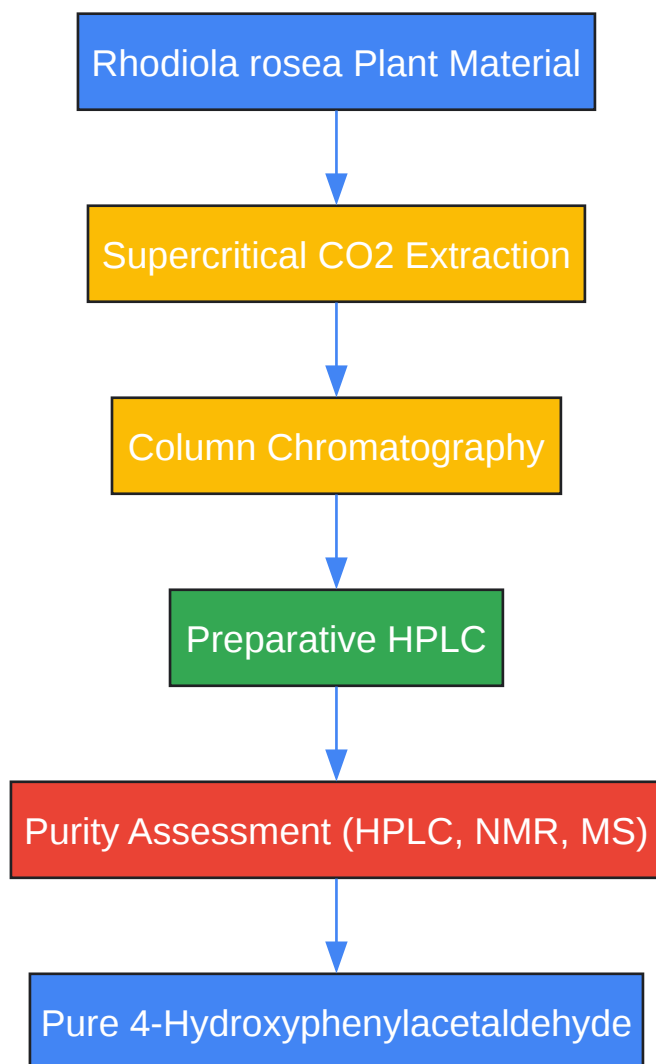 Rhodiola rosea Plant Material
Supercritical CO2 Extraction
Column Chromatography
Preparative HPLC
Purity Assessment (HPLC, NMR, MS)
Pure 4-Hydroxyphenylacetaldehyde